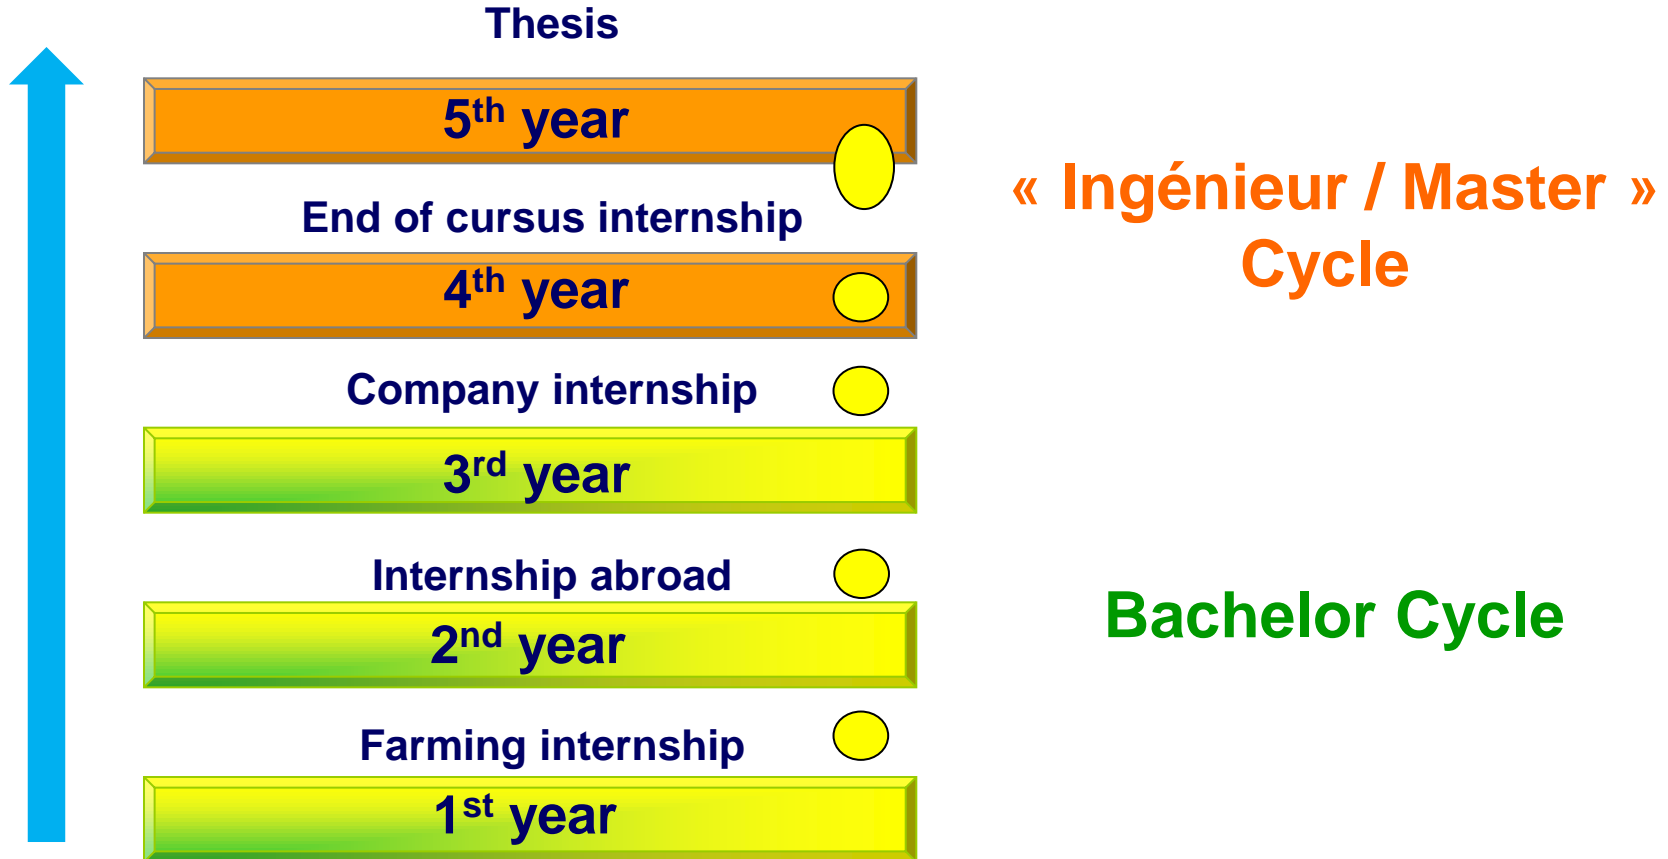 Thesis
5th year
End of cursus internship
4th year
Company internship
3rd year
Internship abroad
2nd year
Farming internship
1st year
« Ingénieur / Master »
Cycle
Bachelor Cycle